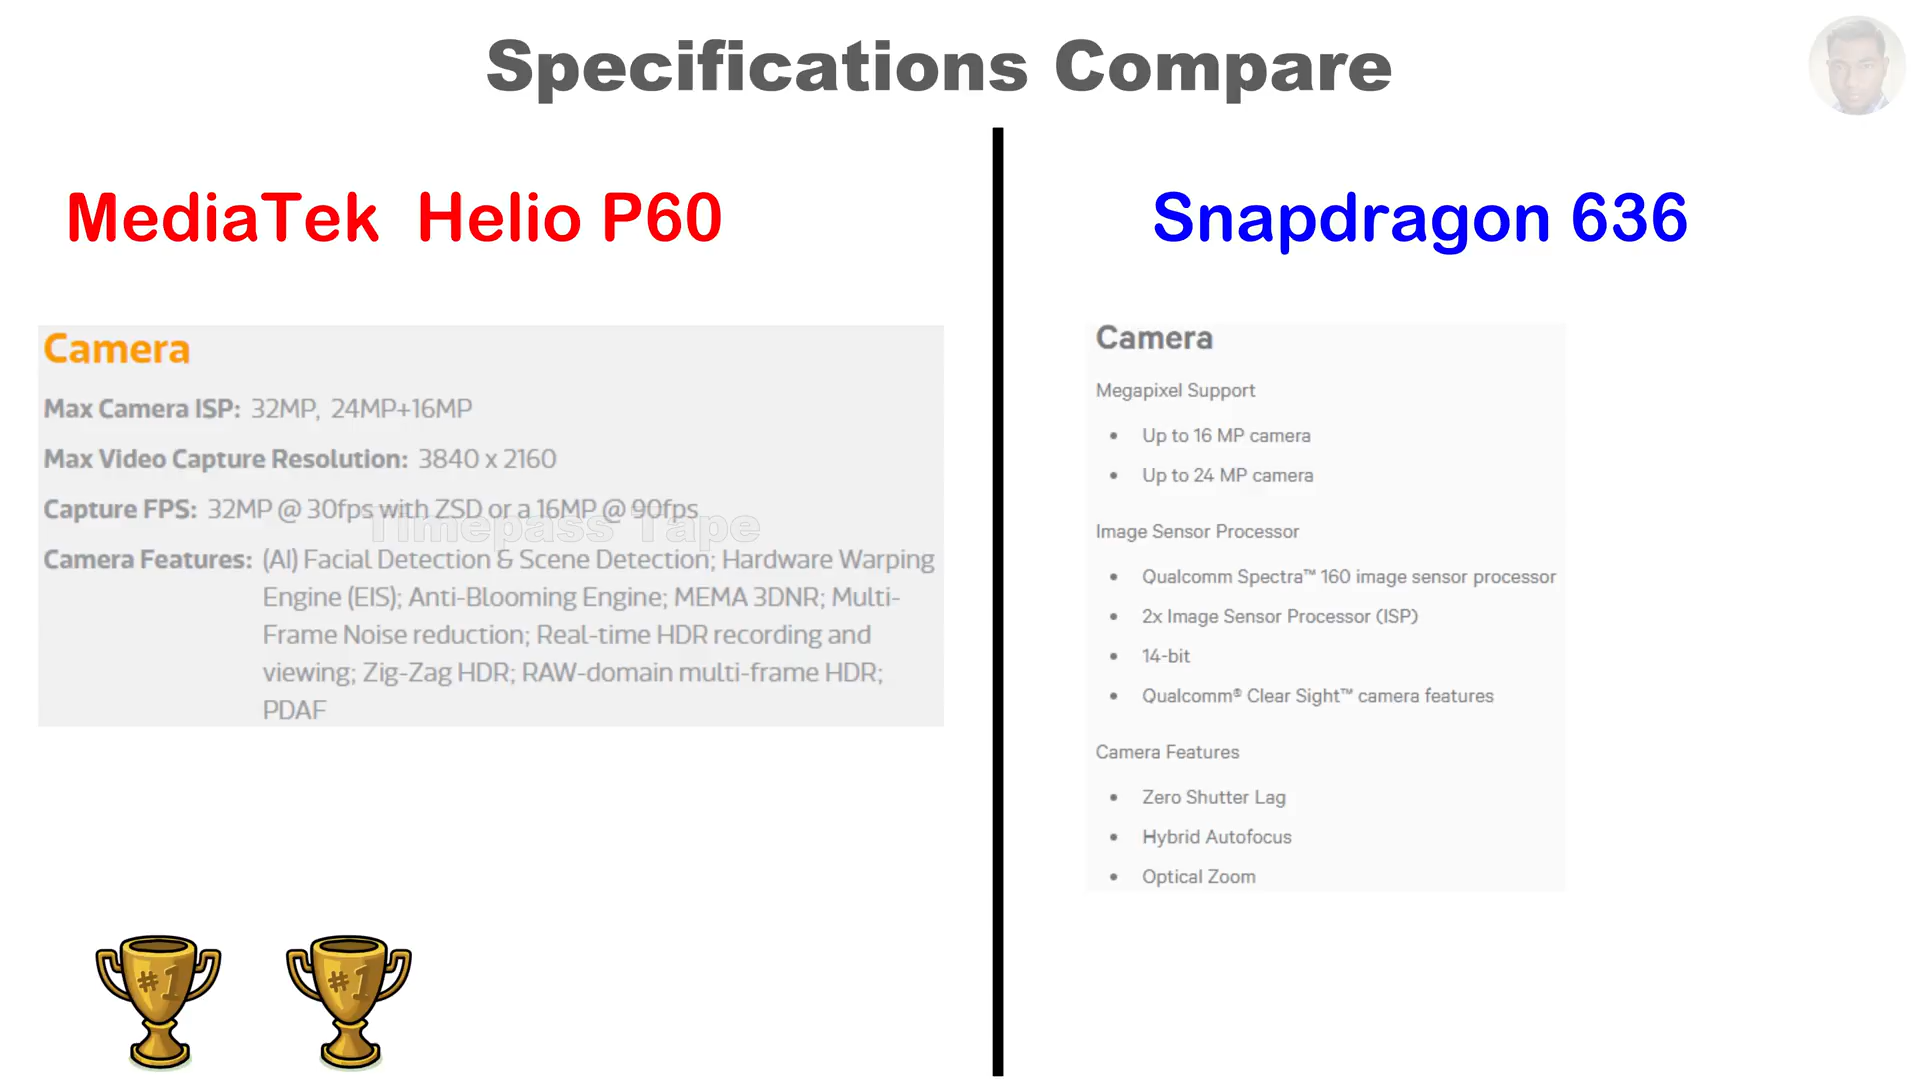 Specifications Compare
MediaTek Helio P60
Camera
Max Camera ISP: 32MP, 24MP+16MP
Max Video Capture Resolution: 3840 x 2160
Capture FPS: 32MP @ 30fps with ZSD or a 16MP @ 90fps
Timepass Tape
Camera Features: (AI) Facial Detection & Scene Detection; Hardware Warping
Engine (EIS); Anti-Blooming Engine; MEMA 3DNR; Multi-
Frame Noise reduction; Real-time HDR recording and
viewing; Zig-Zag HDR; RAW-domain multi-frame HDR;
PDAF
#1
#1
Snapdragon 636
Camera
Megapixel Support
• Up to 16 MP camera
• Up to 24 MP camera
Image Sensor Processor
• Qualcomm Spectra™ 160 image sensor processor
• 2x Image Sensor Processor (ISP)
• 14-bit
• Qualcomm® Clear Sight™ camera features
Camera Features
• Zero Shutter Lag
• Hybrid Autofocus
• Optical Zoom